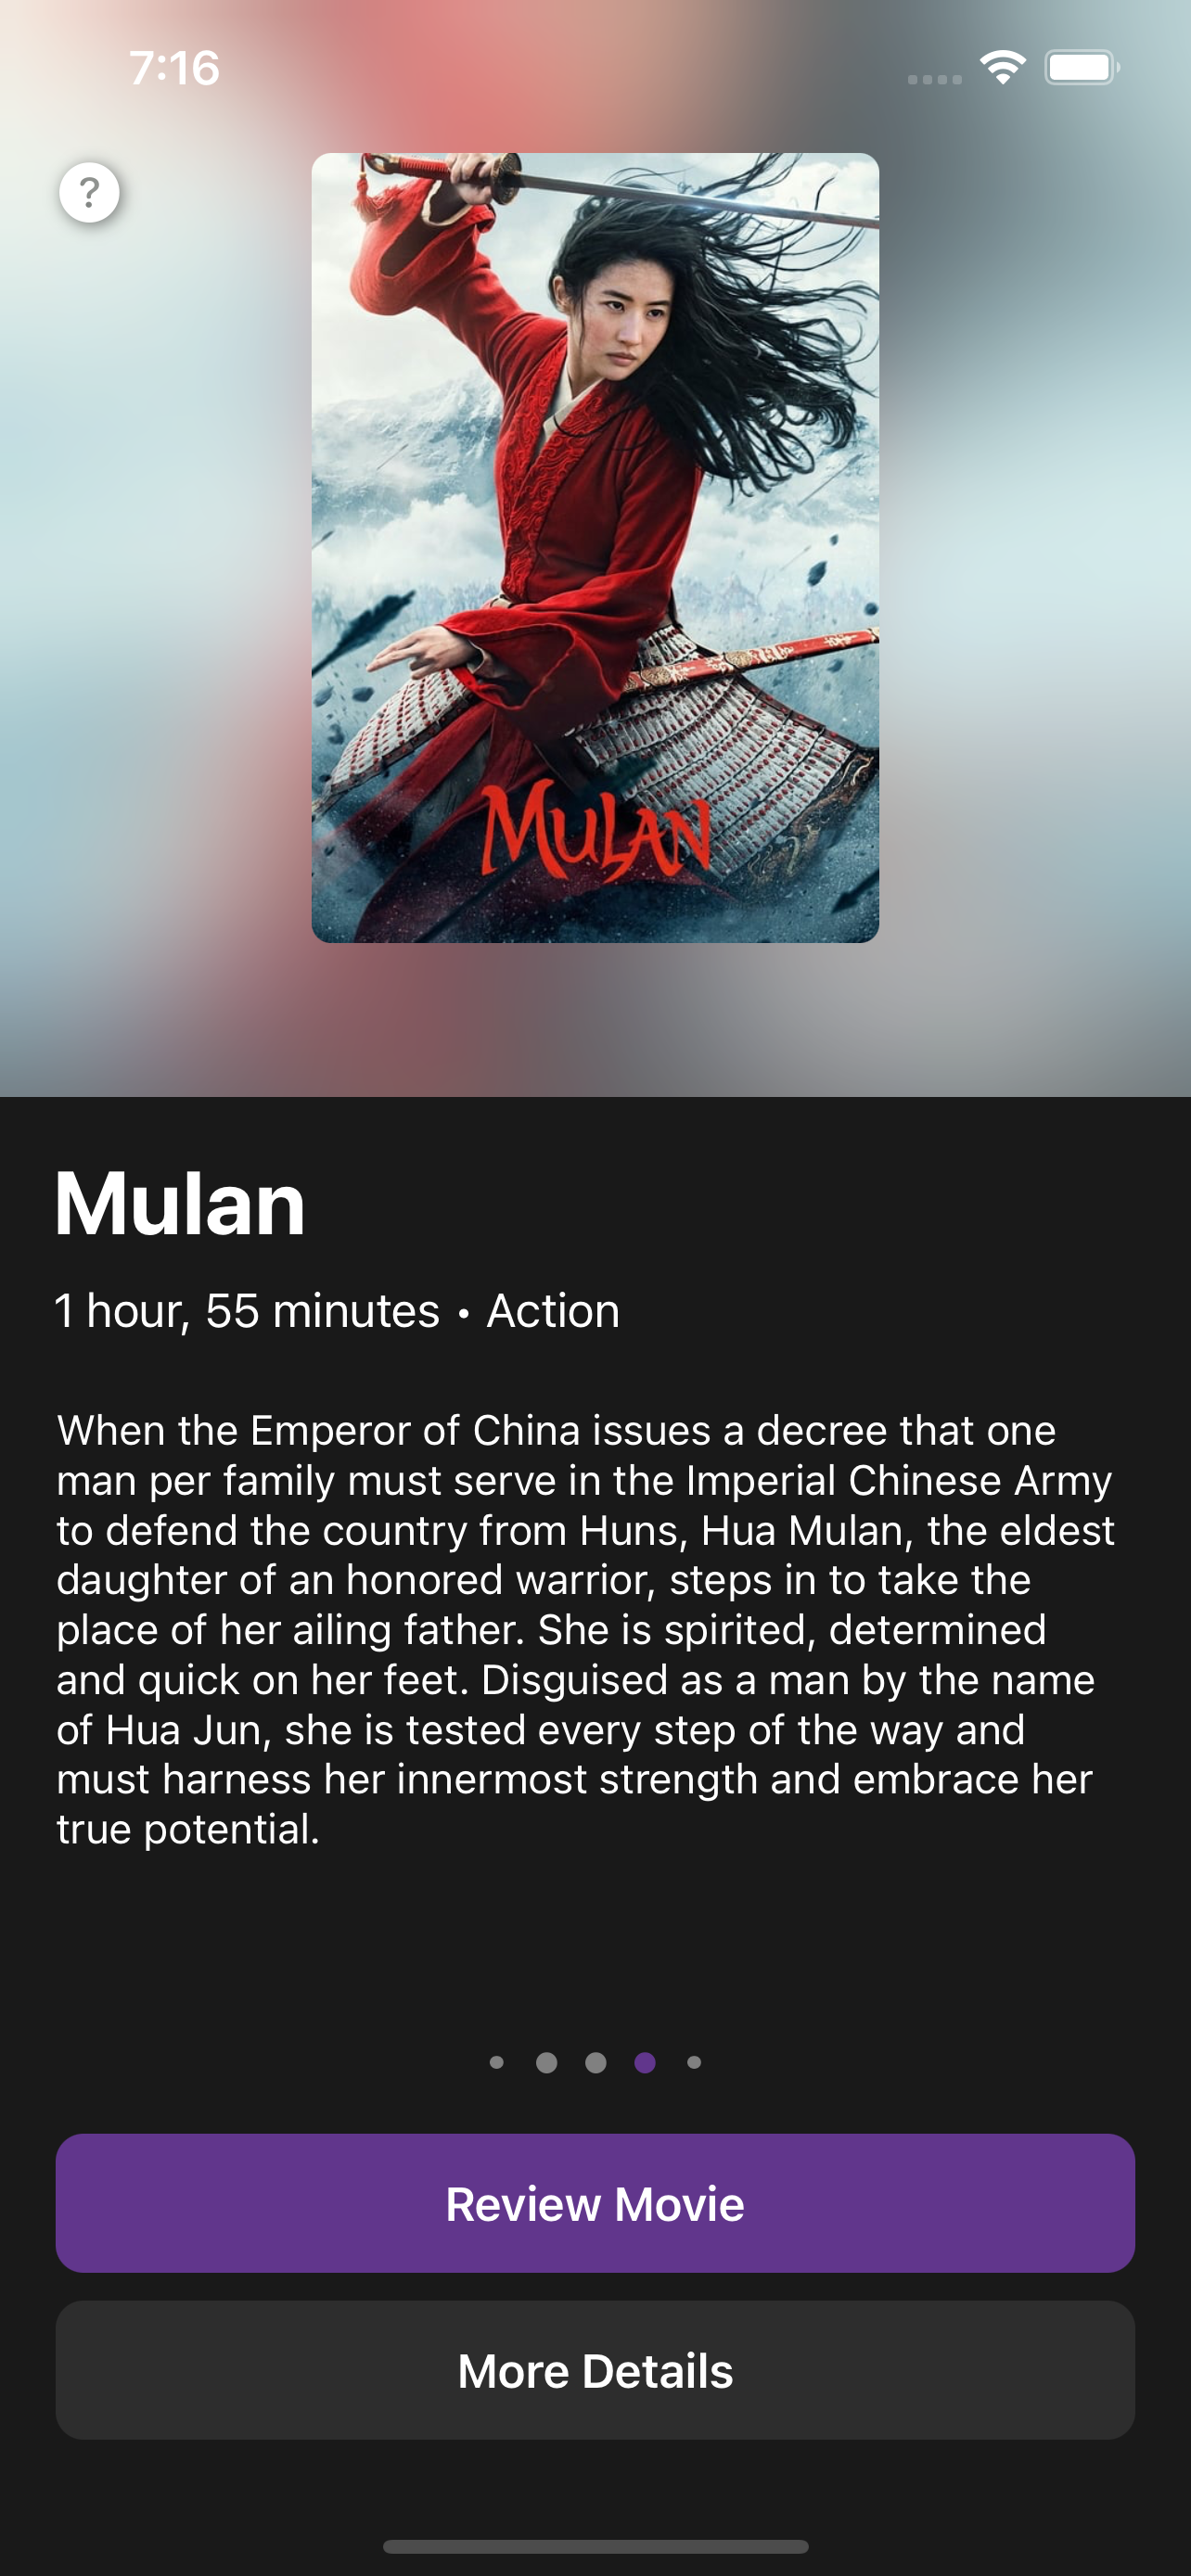 7:16
?
MULAN
Mulan
1 hour, 55 minutes • Action
When the Emperor of China issues a decree that one
man per family must serve in the Imperial Chinese Army
to defend the country from Huns, Hua Mulan, the eldest
daughter of an honored warrior, steps in to take the
place of her ailing father. She is spirited, determined
and quick on her feet. Disguised as a man by the name
of Hua Jun, she is tested every step of the way and
must harness her innermost strength and embrace her
true potential.
Review Movie
More Details